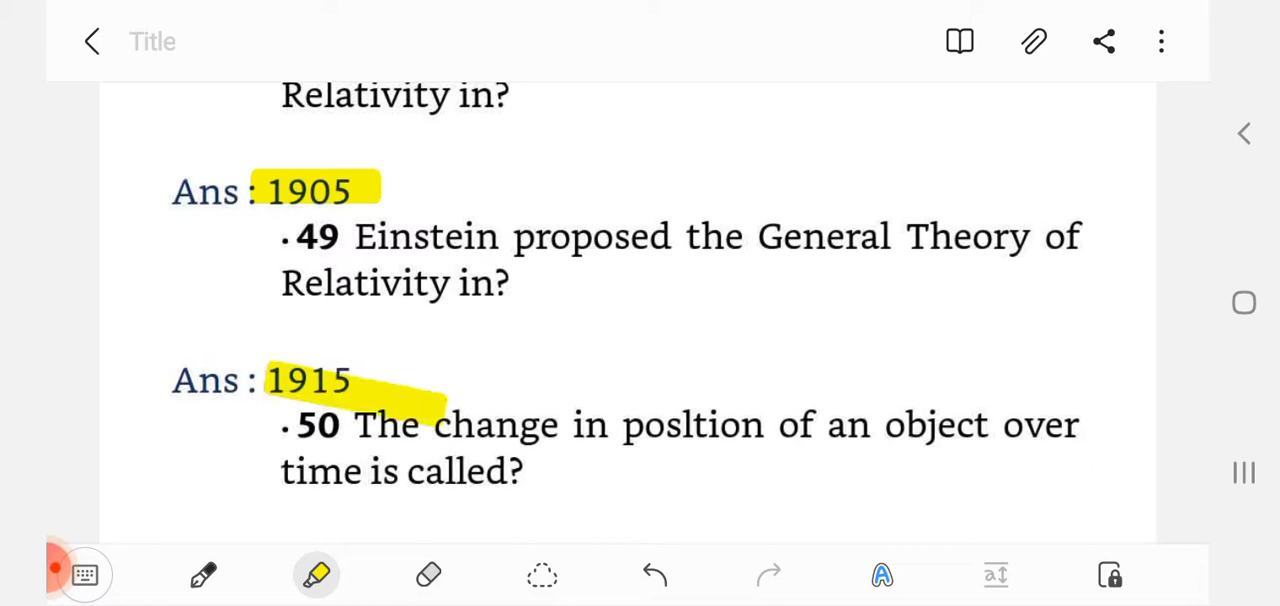 Title
Relativity in?
Ans : 1905
. 49 Einstein proposed the General Theory of
Relativity in?
Ans : 1915
. 50 The change in posltion of an object over
time is called?